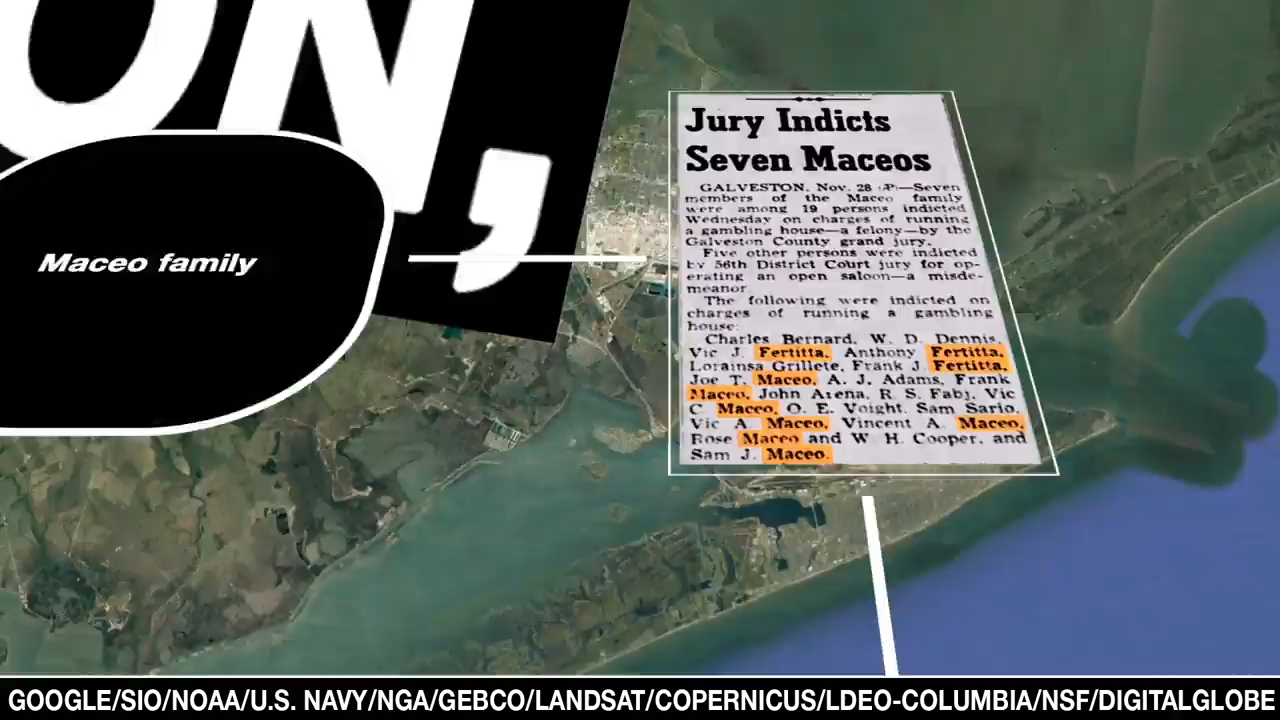 ON,
Maceo family
Jury Indicts
Seven Maceos
GALVESTON, Nov. 28 (AP)—Seven
members of the Maceo family
were among 19 persons indicted
Wednesday on charges of running
a gambling house—a felony—by the
Galveston County grand jury.
Five other persons were indicted
by 56th District Court jury for op-
erating an open saloon—a misde-
meanor.
The following were indicted on
charges of running a gambling
house:
Charles Bernard, W. D. Dennis,
Vic J. Fertitta, Anthony Fertitta,
Lorainsa Grillete, Frank J. Fertitta,
Joe T. Maceo, A. J. Adams, Frank
Maceo, John Arena, R. S. Fabj, Vic
C. Maceo, O. E. Voight, Sam Sario,
Vic A. Maceo, Vincent A. Maceo,
Rose Maceo and W. H. Cooper, and
Sam J. Maceo.
GOOGLE/SIO/NOAA/U.S. NAVY/NGA/GEBCO/LANDSAT/COPERNICUS/LDEO-COLUMBIA/NSF/DIGITALGLOBE